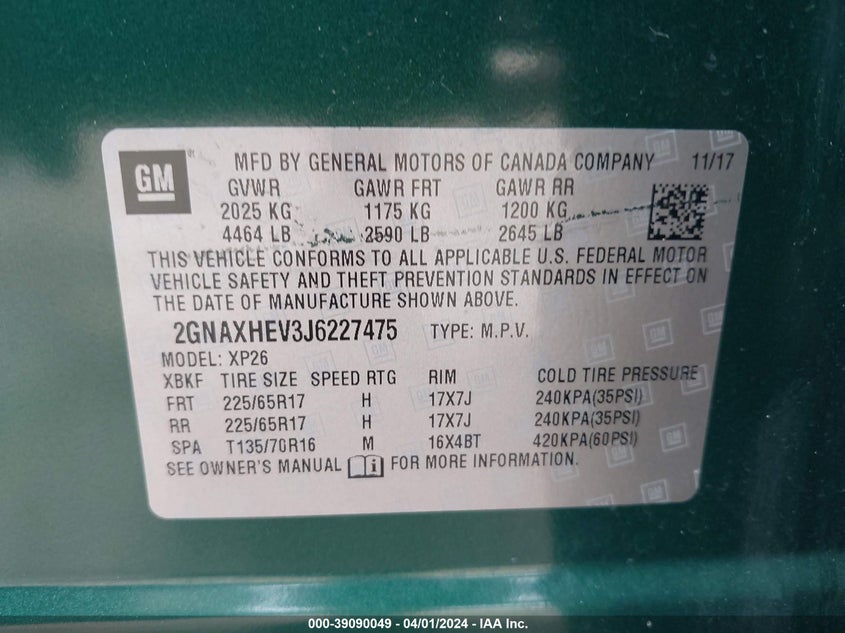 GM
MFD BY GENERAL MOTORS OF CANADA COMPANY 11/17
GVWR GAWR FRT GAWR RR
2025 KG 1175 KG 1200 KG
4464 LB 2590 LB 2645 LB
THIS VEHICLE CONFORMS TO ALL APPLICABLE U.S. FEDERAL MOTOR
VEHICLE SAFETY AND THEFT PREVENTION STANDARDS IN EFFECT ON
THE DATE OF MANUFACTURE SHOWN ABOVE.
2GNAXHEV3J6227475 TYPE: M.P.V.
MODEL: XP26
XBKF TIRE SIZE SPEED RTG RIM COLD TIRE PRESSURE
FRT 225/65R17 H 17X7J 240KPA(35PSI)
RR 225/65R17 H 17X7J 240KPA(35PSI)
SPA T135/70R16 M 16X4BT 420KPA(60PSI)
SEE OWNER'S MANUAL FOR MORE INFORMATION.
000-39090049 - 04/01/2024 - IAA Inc.